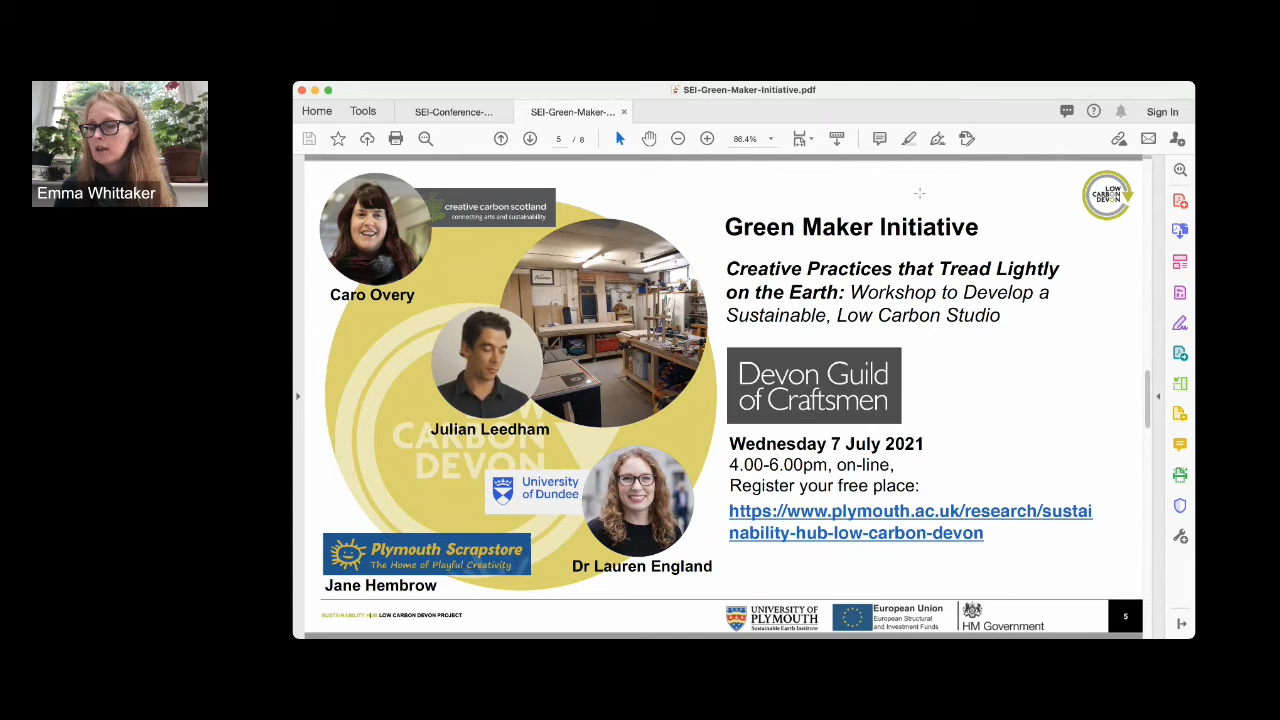 SEI-Green-Maker-Initiative.pdf
Home Tools SEI-Conference-... SEI-Green-Maker-... × Sign In
5 / 8 86.4%
Emma Whittaker
creative carbon scotland
connecting arts and sustainability
LOW
CARBON
DEVON
Caro Overy
Green Maker Initiative
Creative Practices that Tread Lightly
on the Earth: Workshop to Develop a
Sustainable, Low Carbon Studio
Devon Guild
of Craftsmen
Julian Leedham
LOW
CARBON
DEVON
Wednesday 7 July 2021
4.00-6.00pm, on-line,
Register your free place:
https://www.plymouth.ac.uk/research/sustai
nability-hub-low-carbon-devon
University
of Dundee
Dr Lauren England
Plymouth Scrapstore
The Home of Playful Creativity
Jane Hembrow
SUSTAINABILITY HUB LOW CARBON DEVON PROJECT
UNIVERSITY OF
PLYMOUTH
Sustainable Earth Institute
European Union
European Structural
and Investment Funds
HM Government
5